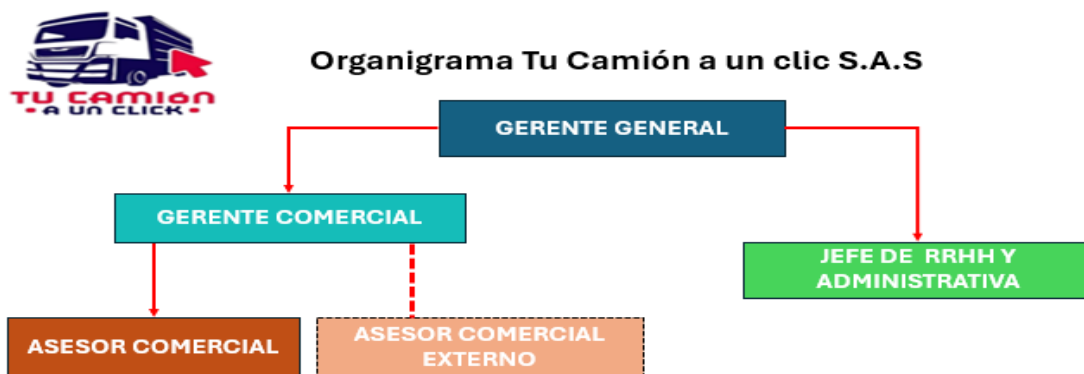 TU CAMIÓN
• A UN CLICK •
Organigrama Tu Camión a un clic S.A.S
GERENTE GENERAL
GERENTE COMERCIAL
JEFE DE RRHH Y
ADMINISTRATIVA
ASESOR COMERCIAL
ASESOR COMERCIAL
EXTERNO